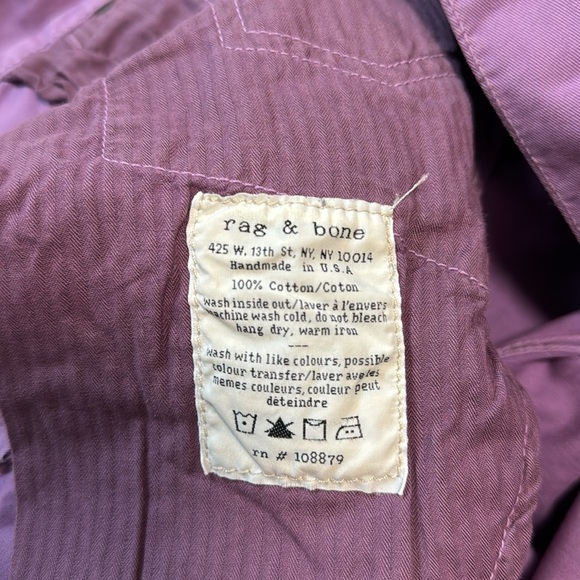 rag & bone
425 W. 13th St, NY, NY 10014
Handmade in U.S.A
100% Cotton/Coton
wash inside out/laver à l'envers
machine wash cold, do not bleach
hang dry, warm iron
---
wash with like colours, possible
colour transfer/laver avec les
memes couleurs, couleur peut
déteindre
rn # 108879